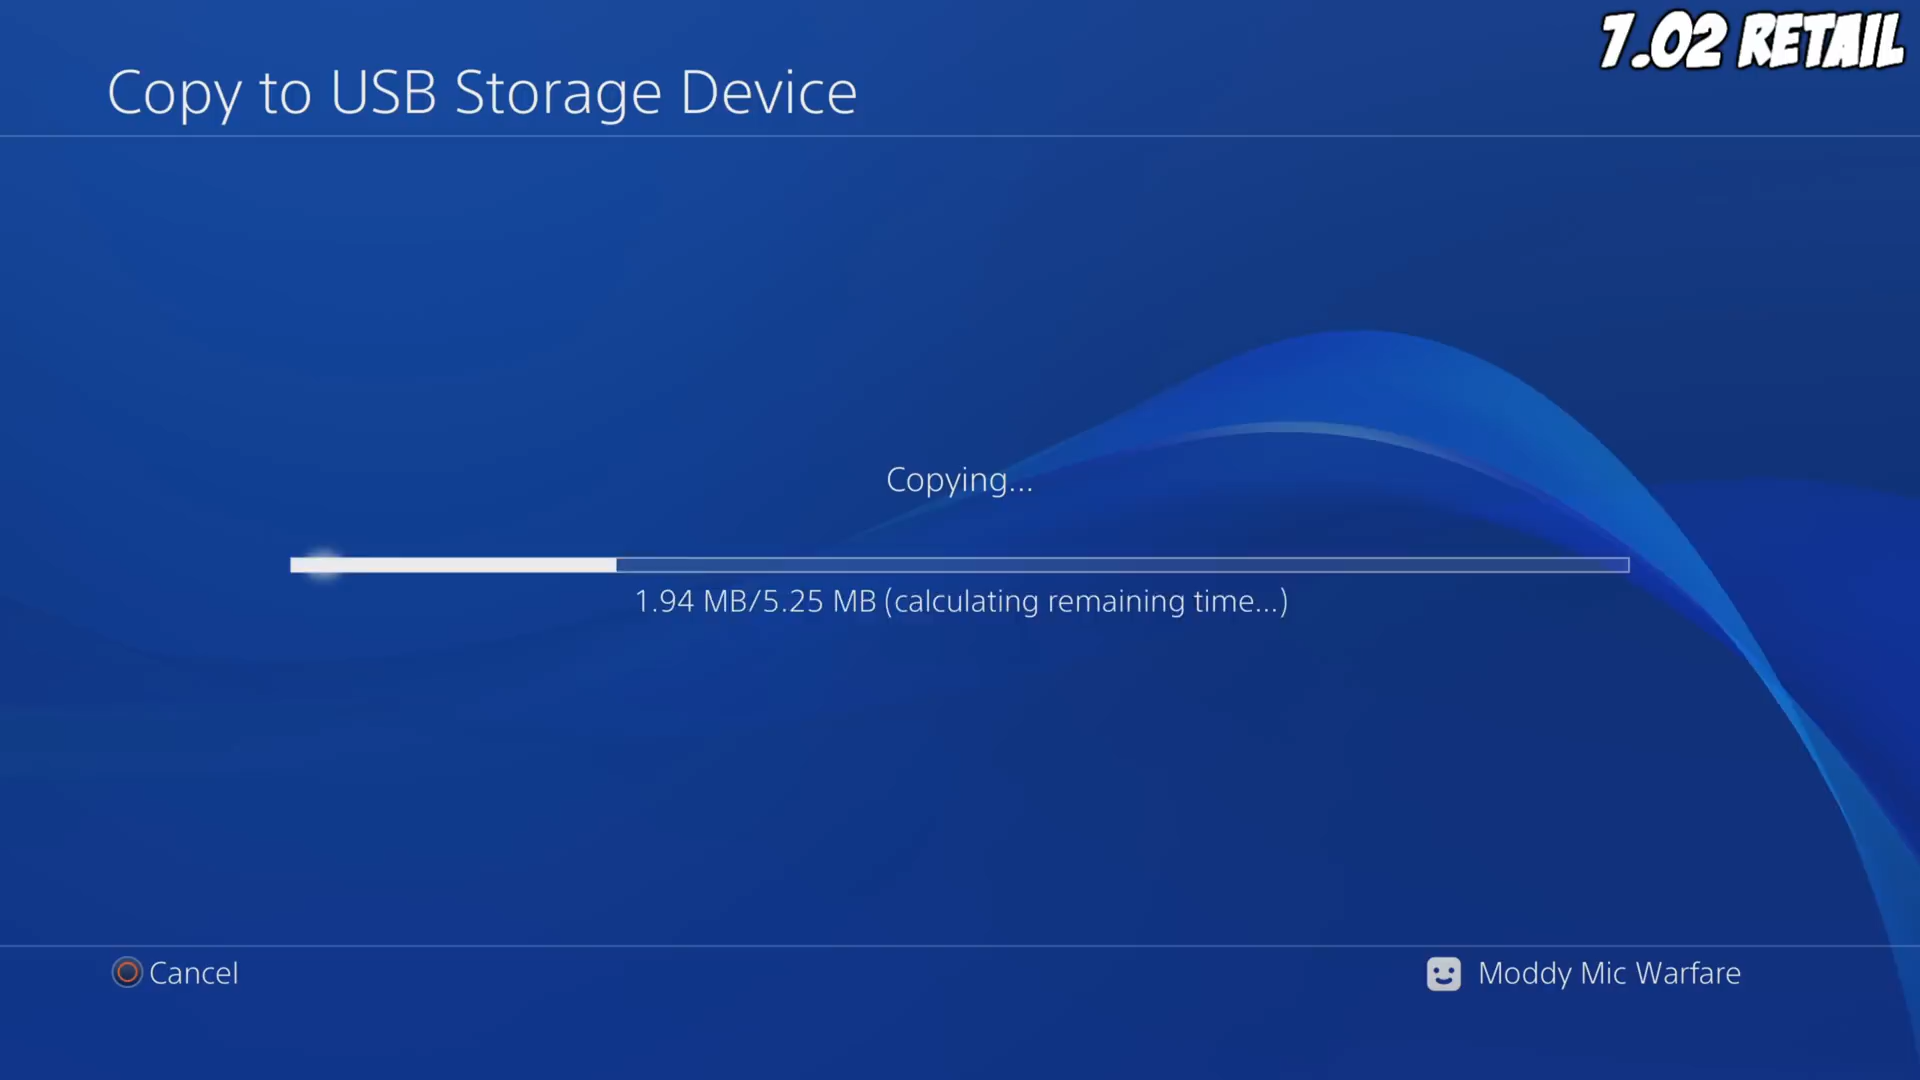 7.02 RETAIL
Copy to USB Storage Device
Copying...
1.94 MB/5.25 MB (calculating remaining time...)
Cancel
Moddy Mic Warfare